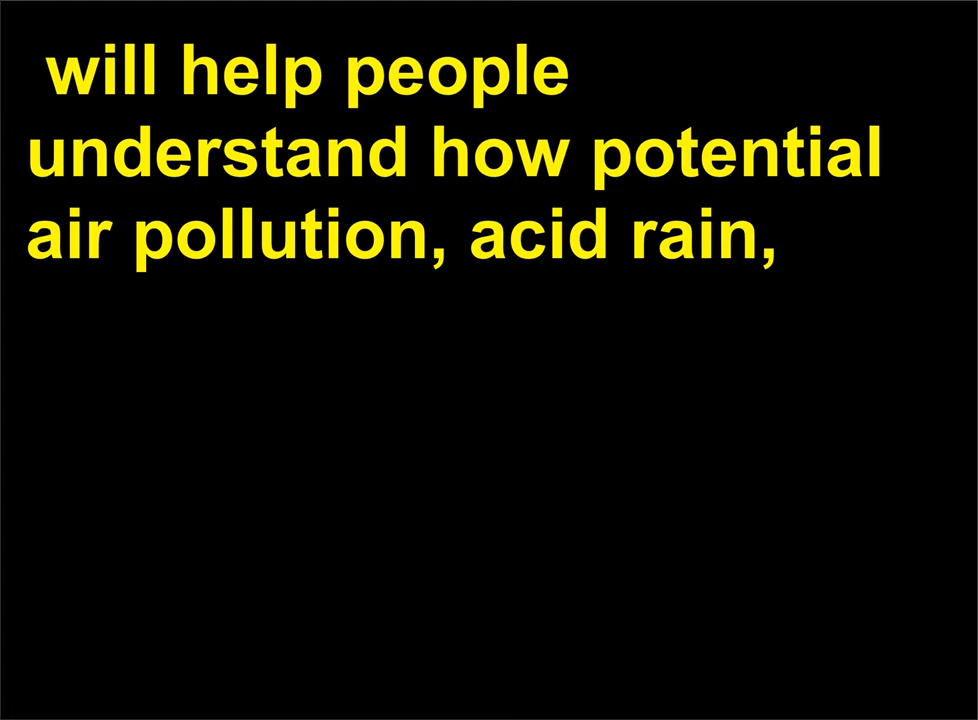 will help people
understand how potential
air pollution, acid rain,